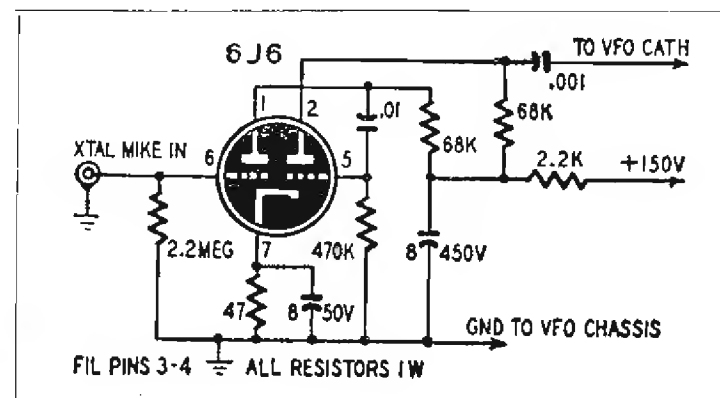 6J6
TO VFO CATH
.001
1
2
.01
68K
68K
XTAL MIKE IN
6
5
2.2K
+150V
2.2MEG
7
470K
8 450V
47
8 50V
GND TO VFO CHASSIS
FIL PINS 3-4
ALL RESISTORS 1W